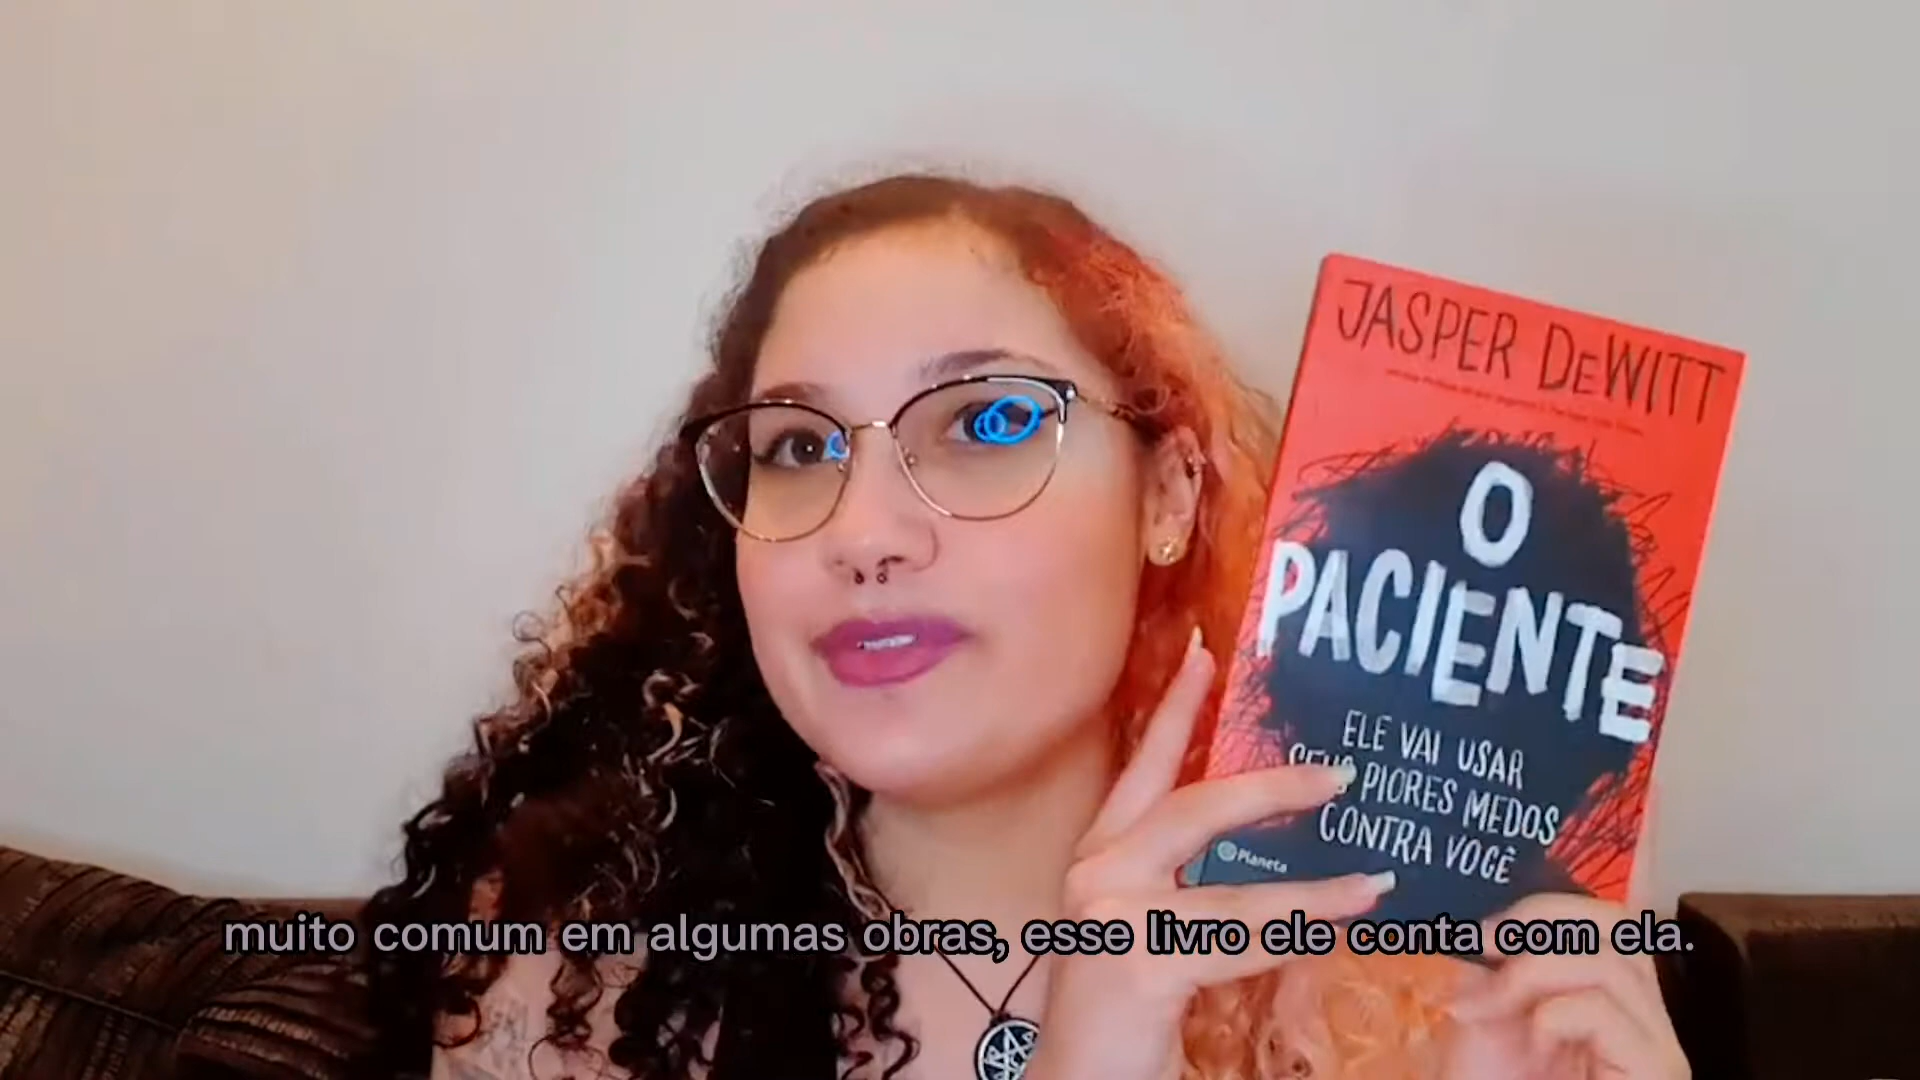 JASPER DeWITT
O
PACIENTE
ELE VAI USAR
SEUS PIORES MEDOS
CONTRA VOCÊ
Planeta
muito comum em algumas obras, esse livro ele conta com ela.